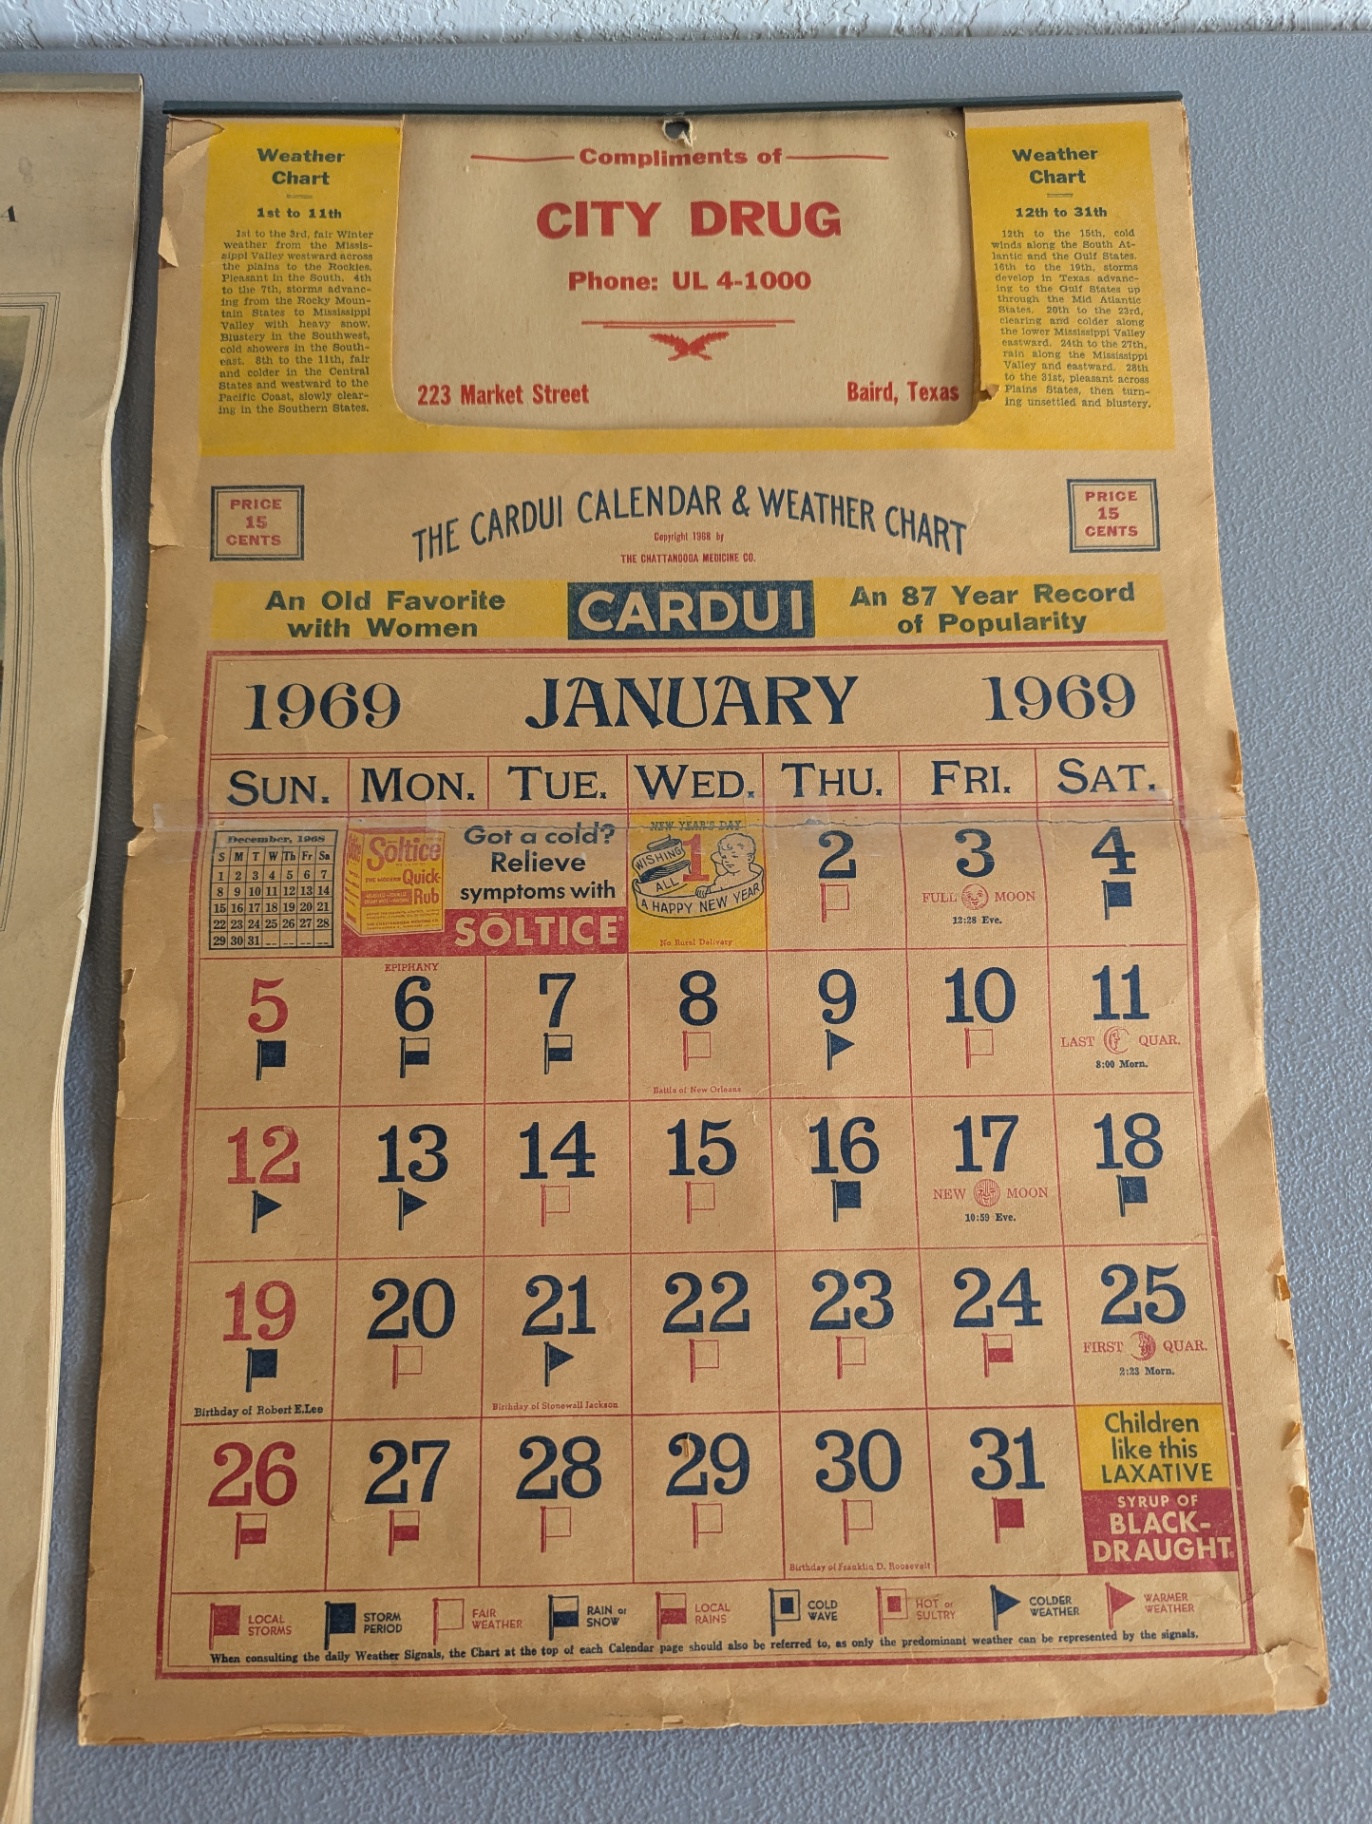 Compliments of
CITY DRUG
Phone: UL 4-1000
223 Market Street
Baird, Texas
Weather
Chart
1st to 11th
1st to the 3rd, fair Winter
weather from the Missis-
sippi Valley westward across
the plains to the Rockies.
Pleasant in the South. 4th
to the 7th, storms advanc-
ing from the Rocky Moun-
tain States to Mississippi
Valley with heavy snow.
Blustery in the Southwest,
cold showers in the South-
east. 8th to the 11th, fair
and colder in the Central
States and westward to the
Pacific Coast, slowly clear-
ing in the Southern States.
Weather
Chart
12th to 31th
12th to the 15th, cold
winds along the South At-
lantic and the Gulf States.
16th to the 19th, storms
develop in Texas advanc-
ing to the Gulf States up
through the Mid Atlantic
States. 20th to the 23rd,
clearing and colder along
the lower Mississippi Valley
eastward. 24th to the 27th,
rain along the Mississippi
Valley and eastward. 28th
to the 31st, pleasant across
Plains States, then turn-
ing unsettled and blustery.
PRICE
15
CENTS
THE CARDUI CALENDAR & WEATHER CHART
Copyright 1968 by
THE CHATTANOOGA MEDICINE CO.
PRICE
15
CENTS
An Old Favorite
with Women
CARDUI
An 87 Year Record
of Popularity
1969 JANUARY 1969
SUN. MON. TUE. WED. THU. FRI. SAT.
December, 1968
S M T W Th Fr Sa
1 2 3 4 5 6 7
8 9 10 11 12 13 14
15 16 17 18 19 20 21
22 23 24 25 26 27 28
29 30 31
Soltice
Quick-
Rub
Got a cold?
Relieve
symptoms with
SOLTICE
NEW YEAR'S DAY
1
WISHING
ALL
A HAPPY NEW YEAR
No Rural Delivery
2
3
FULL MOON
12:28 Eve.
4
5
EPIPHANY
6
7
8
Battle of New Orleans
9
10
11
LAST QUAR.
8:00 Morn.
12
13
14
15
16
17
NEW MOON
10:59 Eve.
18
19
Birthday of Robert E. Lee
20
21
Birthday of Stonewall Jackson
22
23
24
25
FIRST QUAR.
2:23 Morn.
26
27
28
29
30
Birthday of Franklin D. Roosevelt
31
Children
like this
LAXATIVE
SYRUP OF
BLACK-
DRAUGHT
LOCAL
STORMS
STORM
PERIOD
FAIR
WEATHER
RAIN or
SNOW
LOCAL
RAINS
COLD
WAVE
HOT or
SULTRY
COLDER
WEATHER
WARMER
WEATHER
When consulting the daily Weather Signals, the Chart at the top of each Calendar page should also be referred to, as only the predominant weather can be represented by the signals.